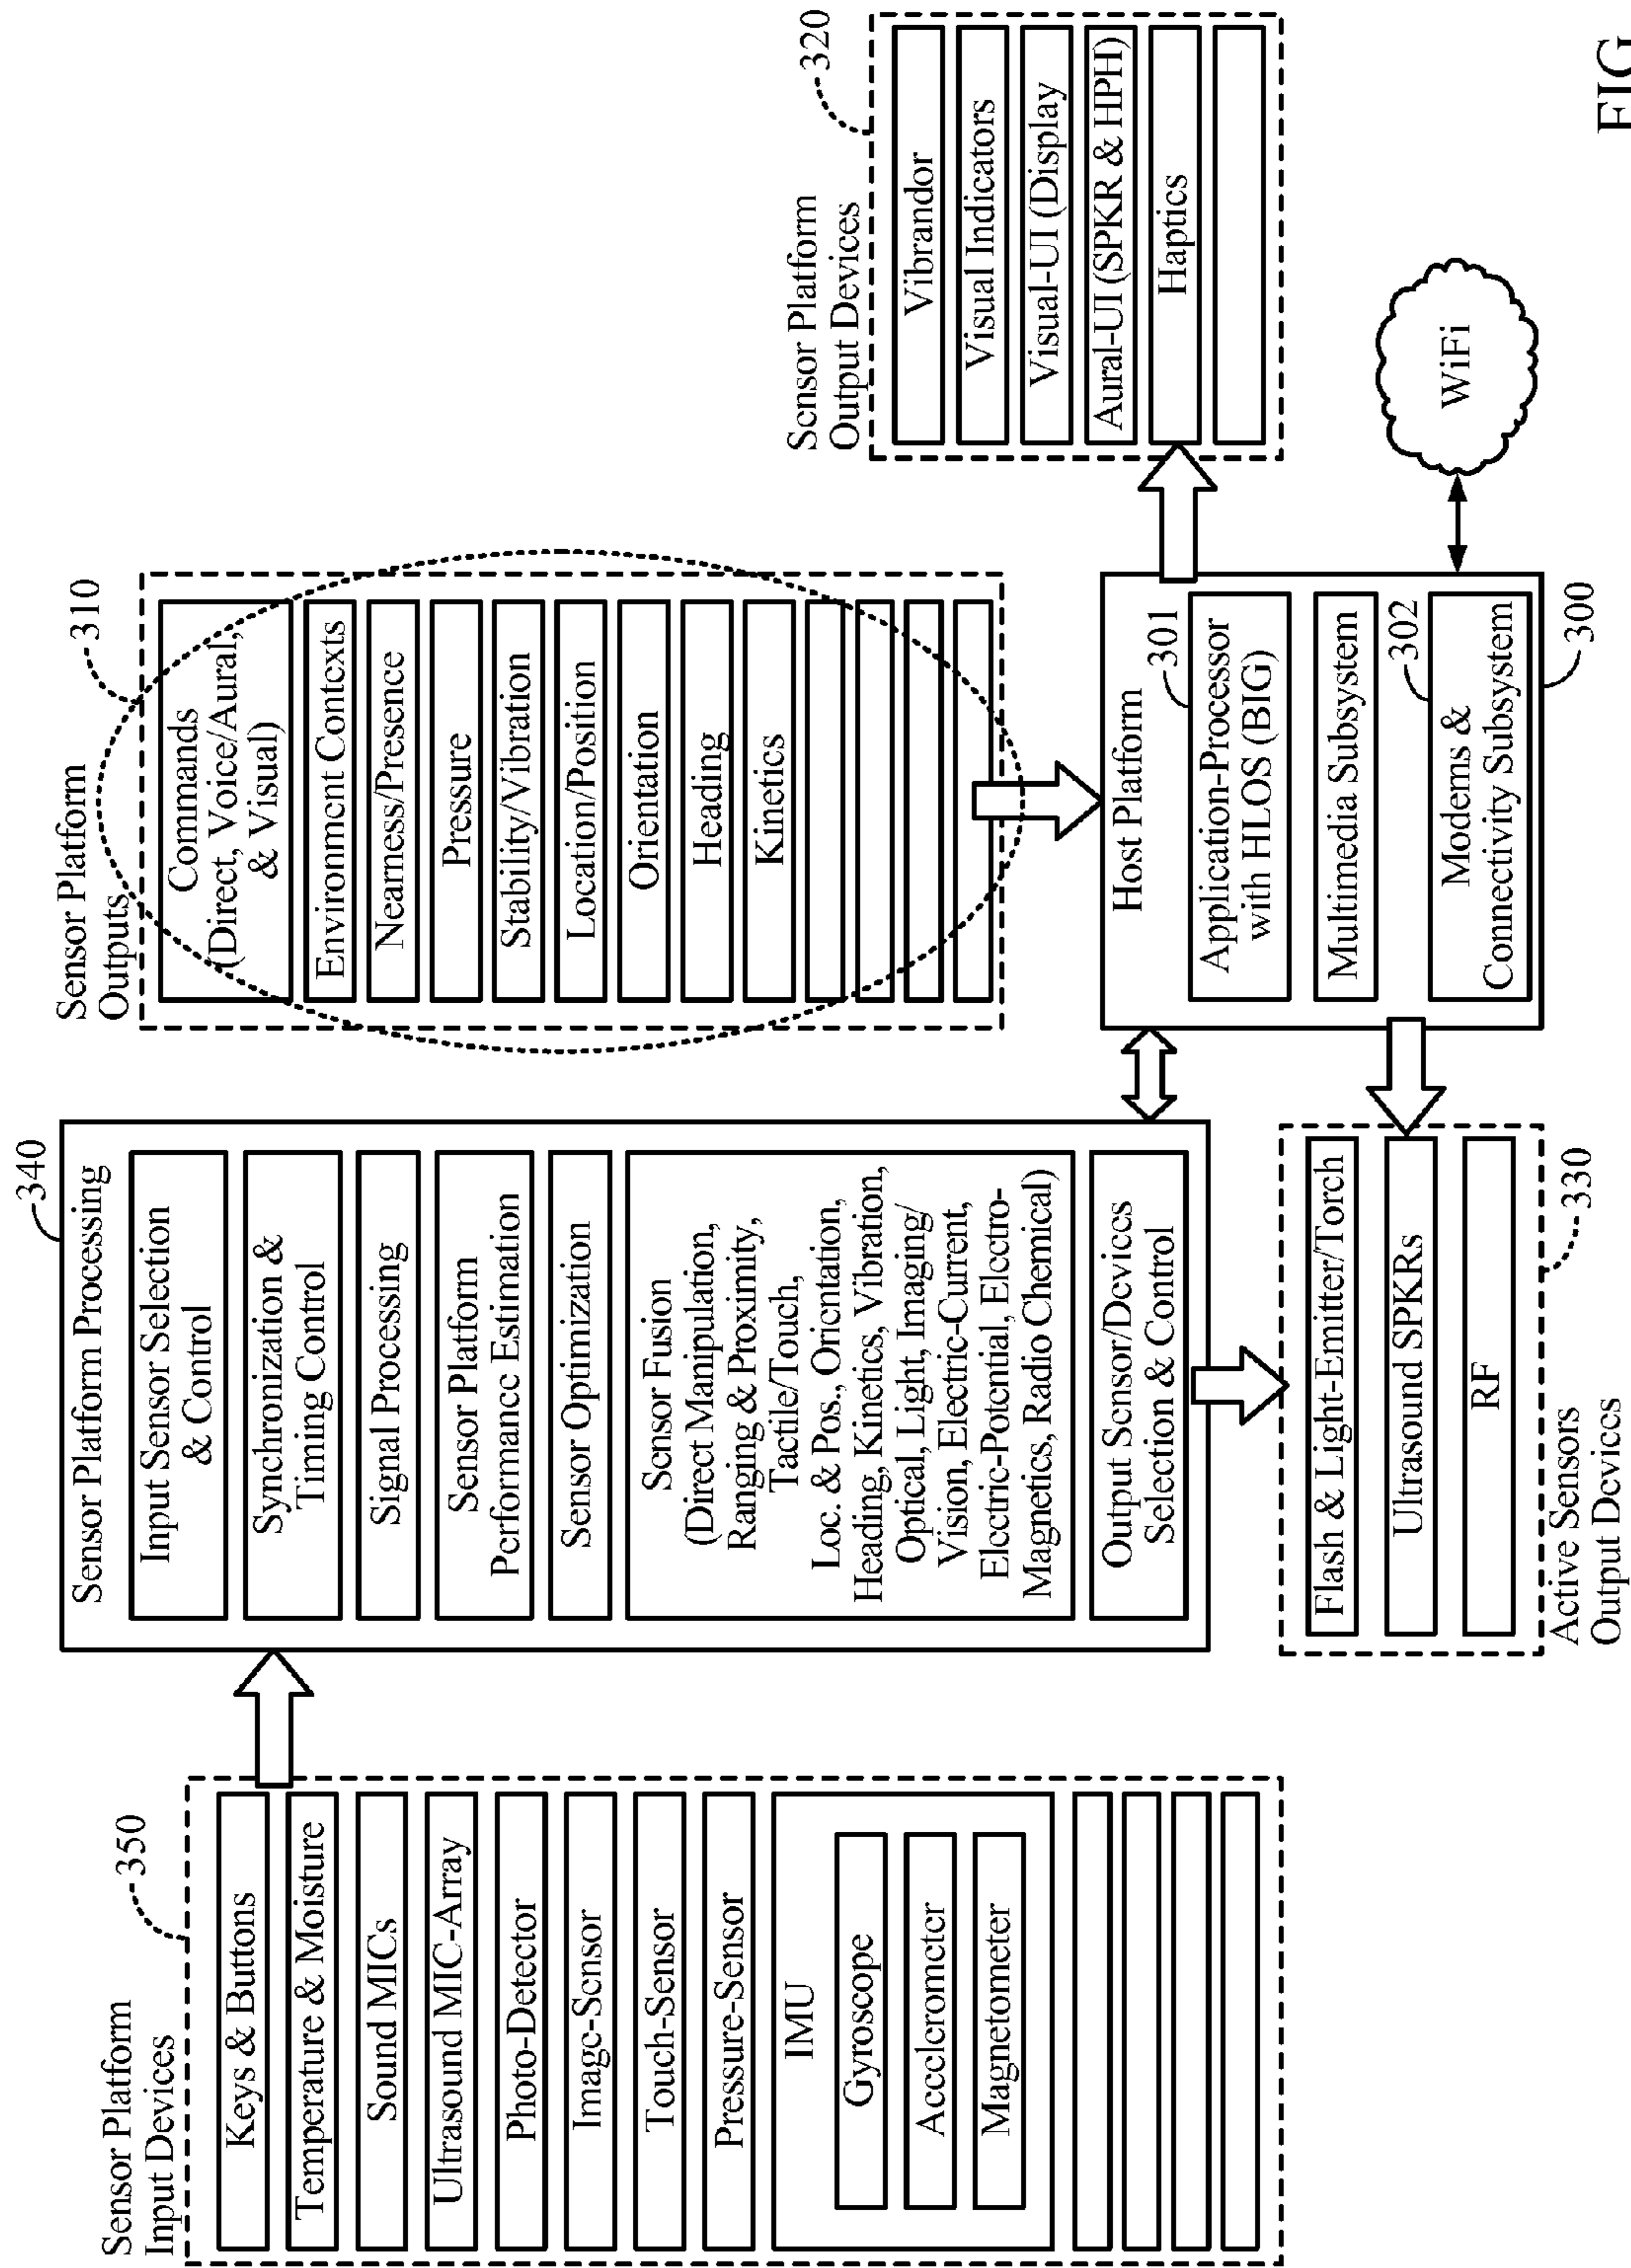 Sensor Platform
Input Devices
350
Keys & Buttons
Temperature & Moisture
Sound MICs
Ultrasound MIC-Array
Photo-Detector
Image-Sensor
Touch-Sensor
Pressure-Sensor
IMU
Gyroscope
Accelerometer
Magnetometer
340
Sensor Platform Processing
Input Sensor Selection
& Control
Synchronization &
Timing Control
Signal Processing
Sensor Platform
Performance Estimation
Sensor Optimization
Sensor Fusion
(Direct Manipulation,
Ranging & Proximity,
Tactile/Touch,
Loc. & Pos., Orientation,
Heading, Kinetics, Vibration,
Optical, Light, Imaging/
Vision, Electric-Current,
Electric-Potential, Elcctro-
Magnetics, Radio Chemical)
Output Sensor/Devices
Selection & Control
Flash & Light-Emitter/Torch
Ultrasound SPKRs
RF
Active Sensors
Output Devices
330
Sensor Platform
Outputs
310
Commands
(Direct, Voice/Aural,
& Visual)
Environment Contexts
Nearness/Presence
Pressure
Stability/Vibration
Location/Position
Orientation
Heading
Kinetics
Host Platform
301
Application-Processor
with HLOS (BIG)
Multimedia Subsystem
302
Modems &
Connectivity Subsystem
300
Sensor Platform
Output Devices
320
Vibrandor
Visual Indicators
Visual-UI (Display
Aural-UI (SPKR & HPH)
Haptics
WiFi
FIG